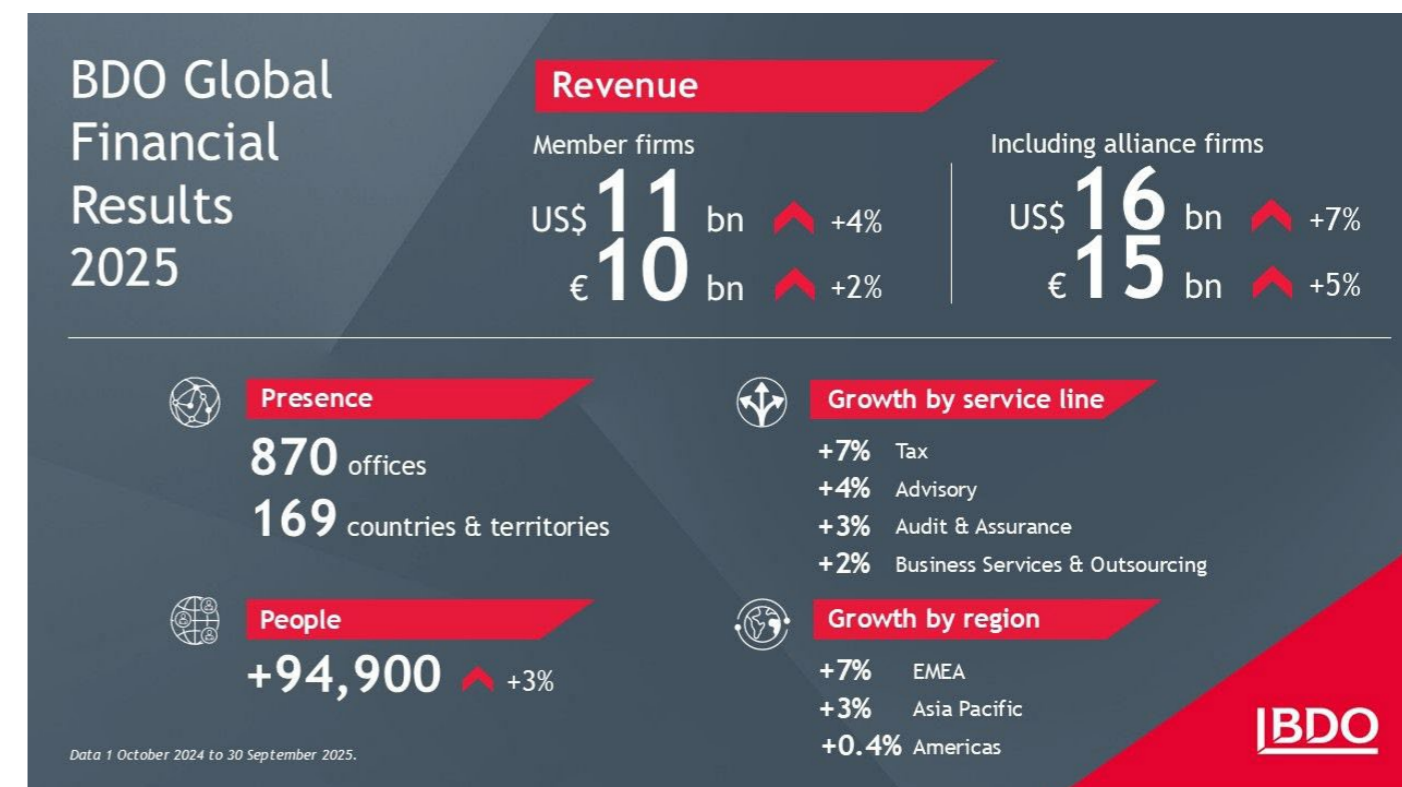 BDO Global
Financial
Results
2025
Revenue
Member firms
US$ 11 bn +4%
€ 10 bn +2%
Including alliance firms
US$ 16 bn +7%
€ 15 bn +5%
Presence
870 offices
169 countries & territories
People
+94,900 +3%
Growth by service line
+7% Tax
+4% Advisory
+3% Audit & Assurance
+2% Business Services & Outsourcing
Growth by region
+7% EMEA
+3% Asia Pacific
+0.4% Americas
Data 1 October 2024 to 30 September 2025.
BDO